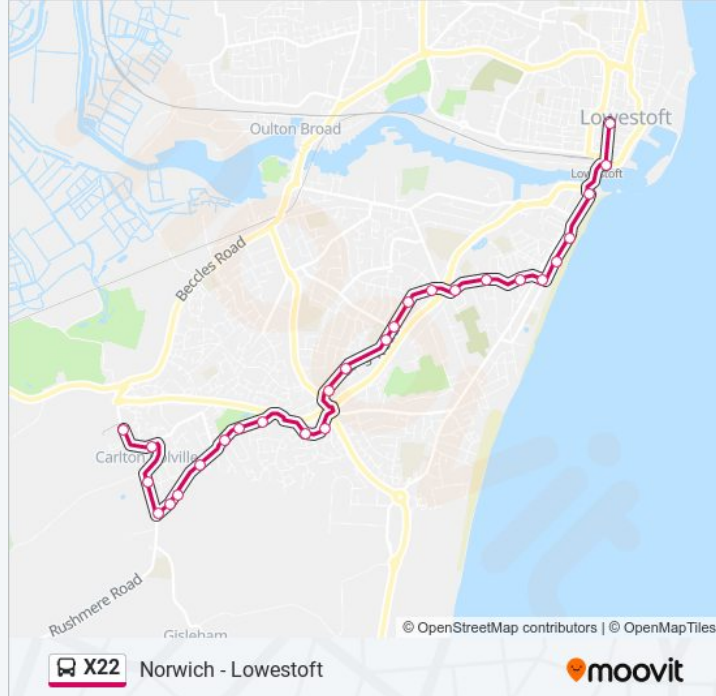 Lowestoft
Oulton Broad
Lowestoft
Beccles Road
Carlton Colville
Rushmere Road
Gisleham
© OpenStreetMap contributors | © OpenMapTiles
X22 Norwich - Lowestoft
moovit